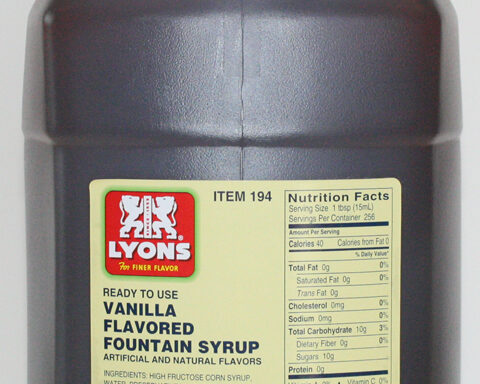 ITEM 194
LYONS®
For FINER FLAVOR
READY TO USE
VANILLA
FLAVORED
FOUNTAIN SYRUP
ARTIFICIAL AND NATURAL FLAVORS
INGREDIENTS: HIGH FRUCTOSE CORN SYRUP,
Nutrition Facts
Serving Size 1 tbsp (15mL)
Servings Per Container 256
Amount Per Serving
Calories 40 Calories from Fat 0
% Daily Value*
Total Fat 0g 0%
Saturated Fat 0g 0%
Trans Fat 0g
Cholesterol 0mg 0%
Sodium 0mg 0%
Total Carbohydrate 10g 3%
Dietary Fiber 0g 0%
Sugars 10g
Protein 0g